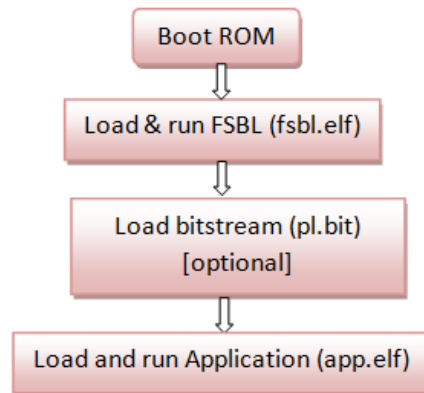 Boot ROM
Load & run FSBL (fsbl.elf)
Load bitstream (pl.bit)
[optional]
Load and run Application (app.elf)